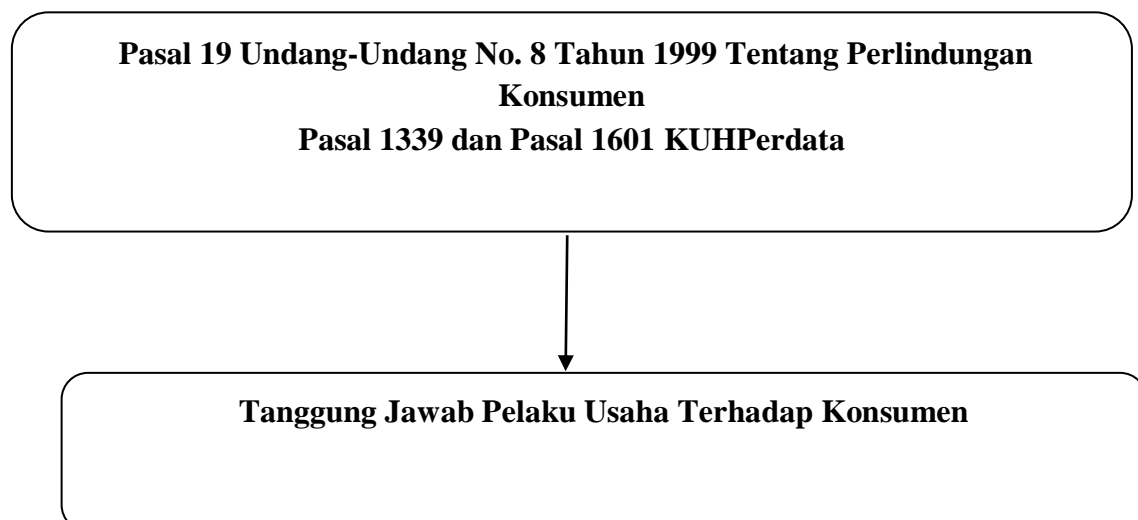 Pasal 19 Undang-Undang No. 8 Tahun 1999 Tentang Perlindungan
Konsumen
Pasal 1339 dan Pasal 1601 KUHPerdata
Tanggung Jawab Pelaku Usaha Terhadap Konsumen